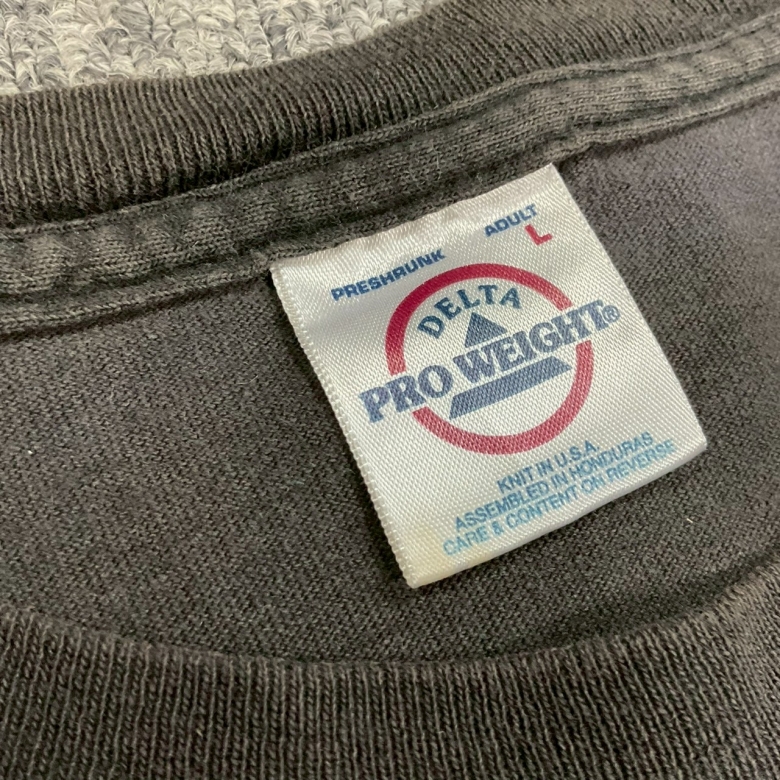 PRESHRUNK ADULT
L
DELTA
PRO WEIGHT®
KNIT IN U.S.A.
ASSEMBLED IN HONDURAS
CARE & CONTENT ON REVERSE